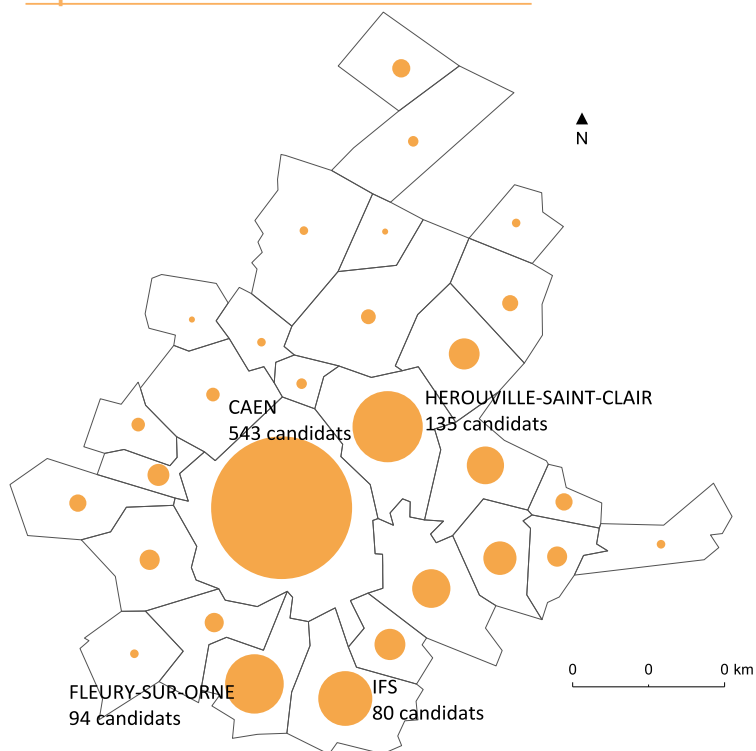 N
HEROUVILLE-SAINT-CLAIR
135 candidats
CAEN
543 candidats
0 0 0 km
FLEURY-SUR-ORNE
94 candidats
IFS
80 candidats